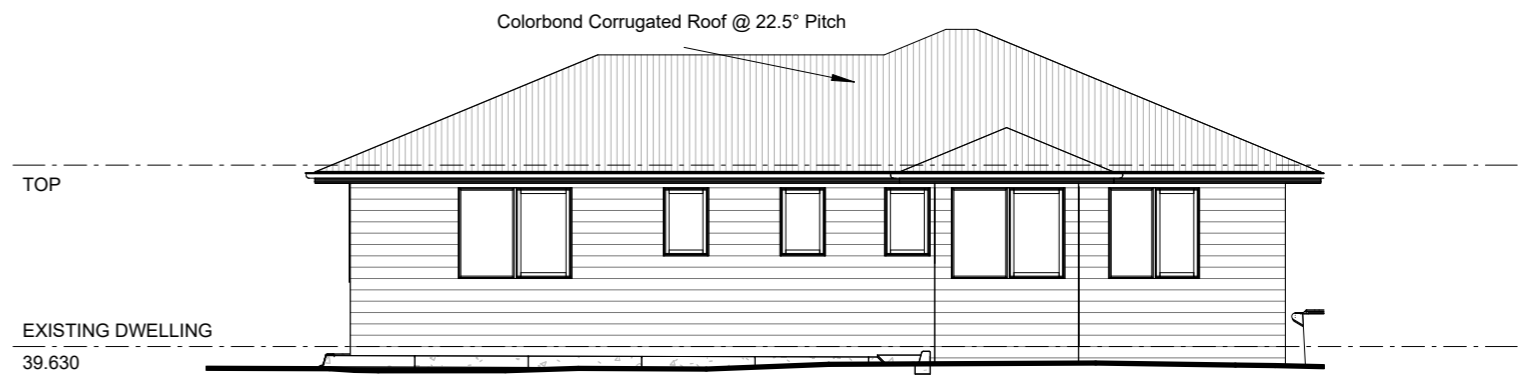 Colorbond Corrugated Roof @ 22.5° Pitch
TOP
EXISTING DWELLING
39.630